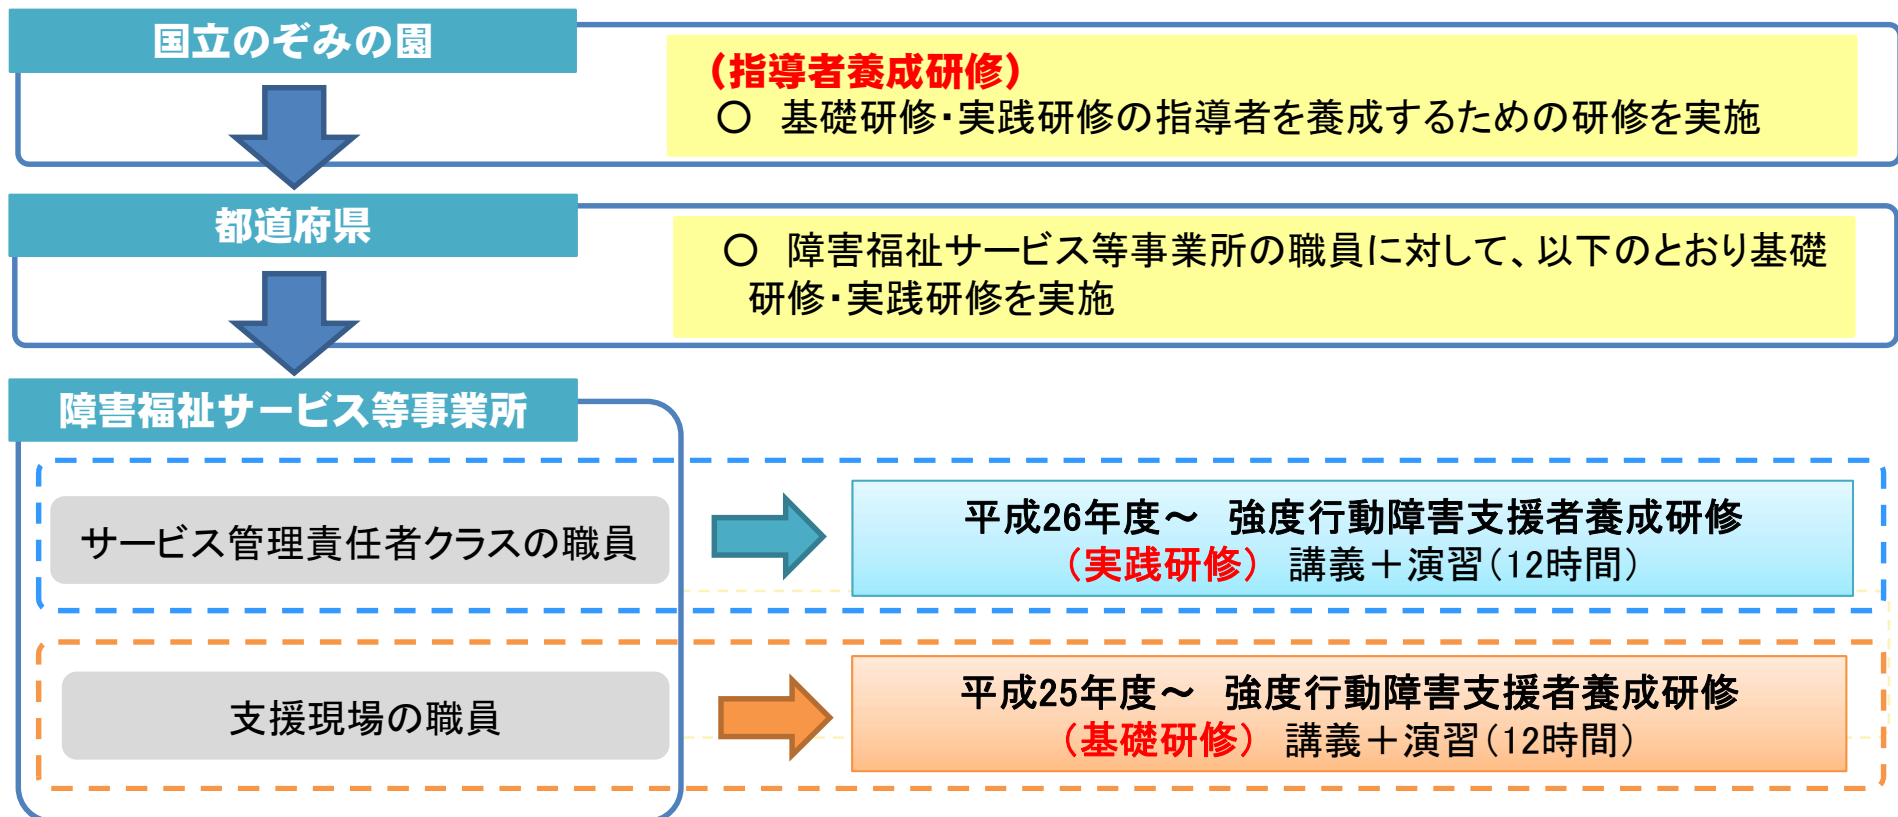 国立のぞみの園
(指導者養成研修)
○ 基礎研修・実践研修の指導者を養成するための研修を実施
都道府県
○ 障害福祉サービス等事業所の職員に対して、以下のとおり基礎
研修・実践研修を実施
障害福祉サービス等事業所
サービス管理責任者クラスの職員
平成26年度～ 強度行動障害支援者養成研修
(実践研修) 講義＋演習(12時間)
支援現場の職員
平成25年度～ 強度行動障害支援者養成研修
(基礎研修) 講義＋演習(12時間)